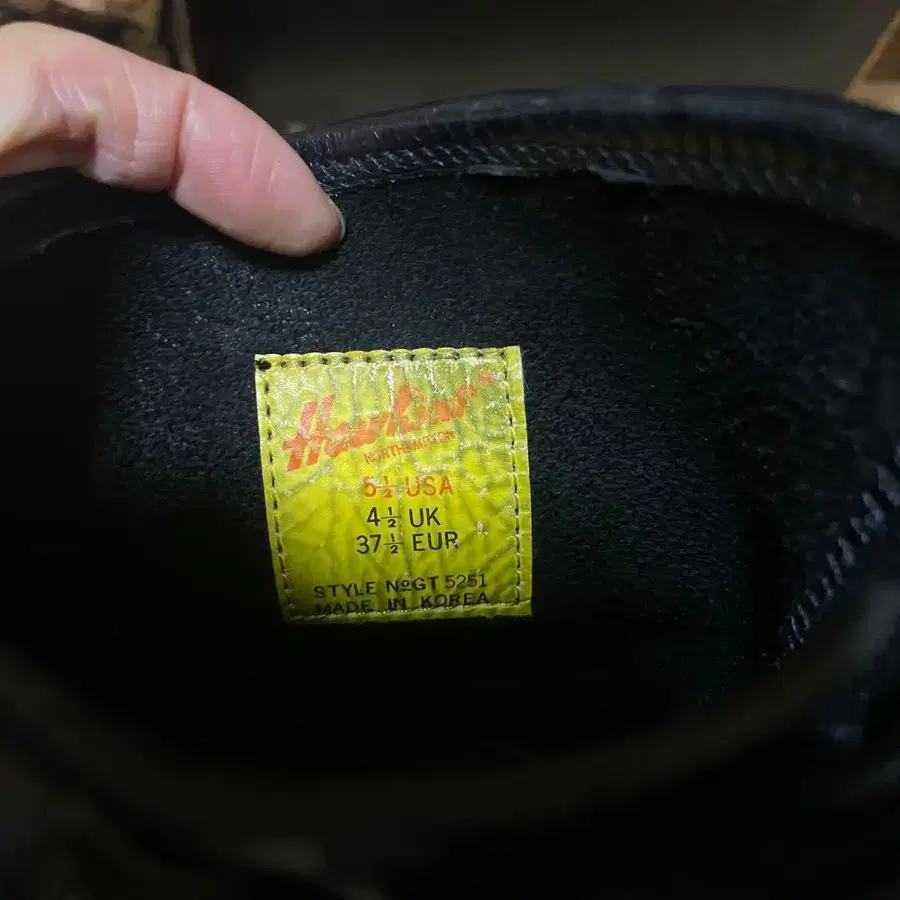 Hawkins
NORTHAMPTON
5½ USA
4½ UK
37½ EUR
STYLE NºGT 5251
MADE IN KOREA